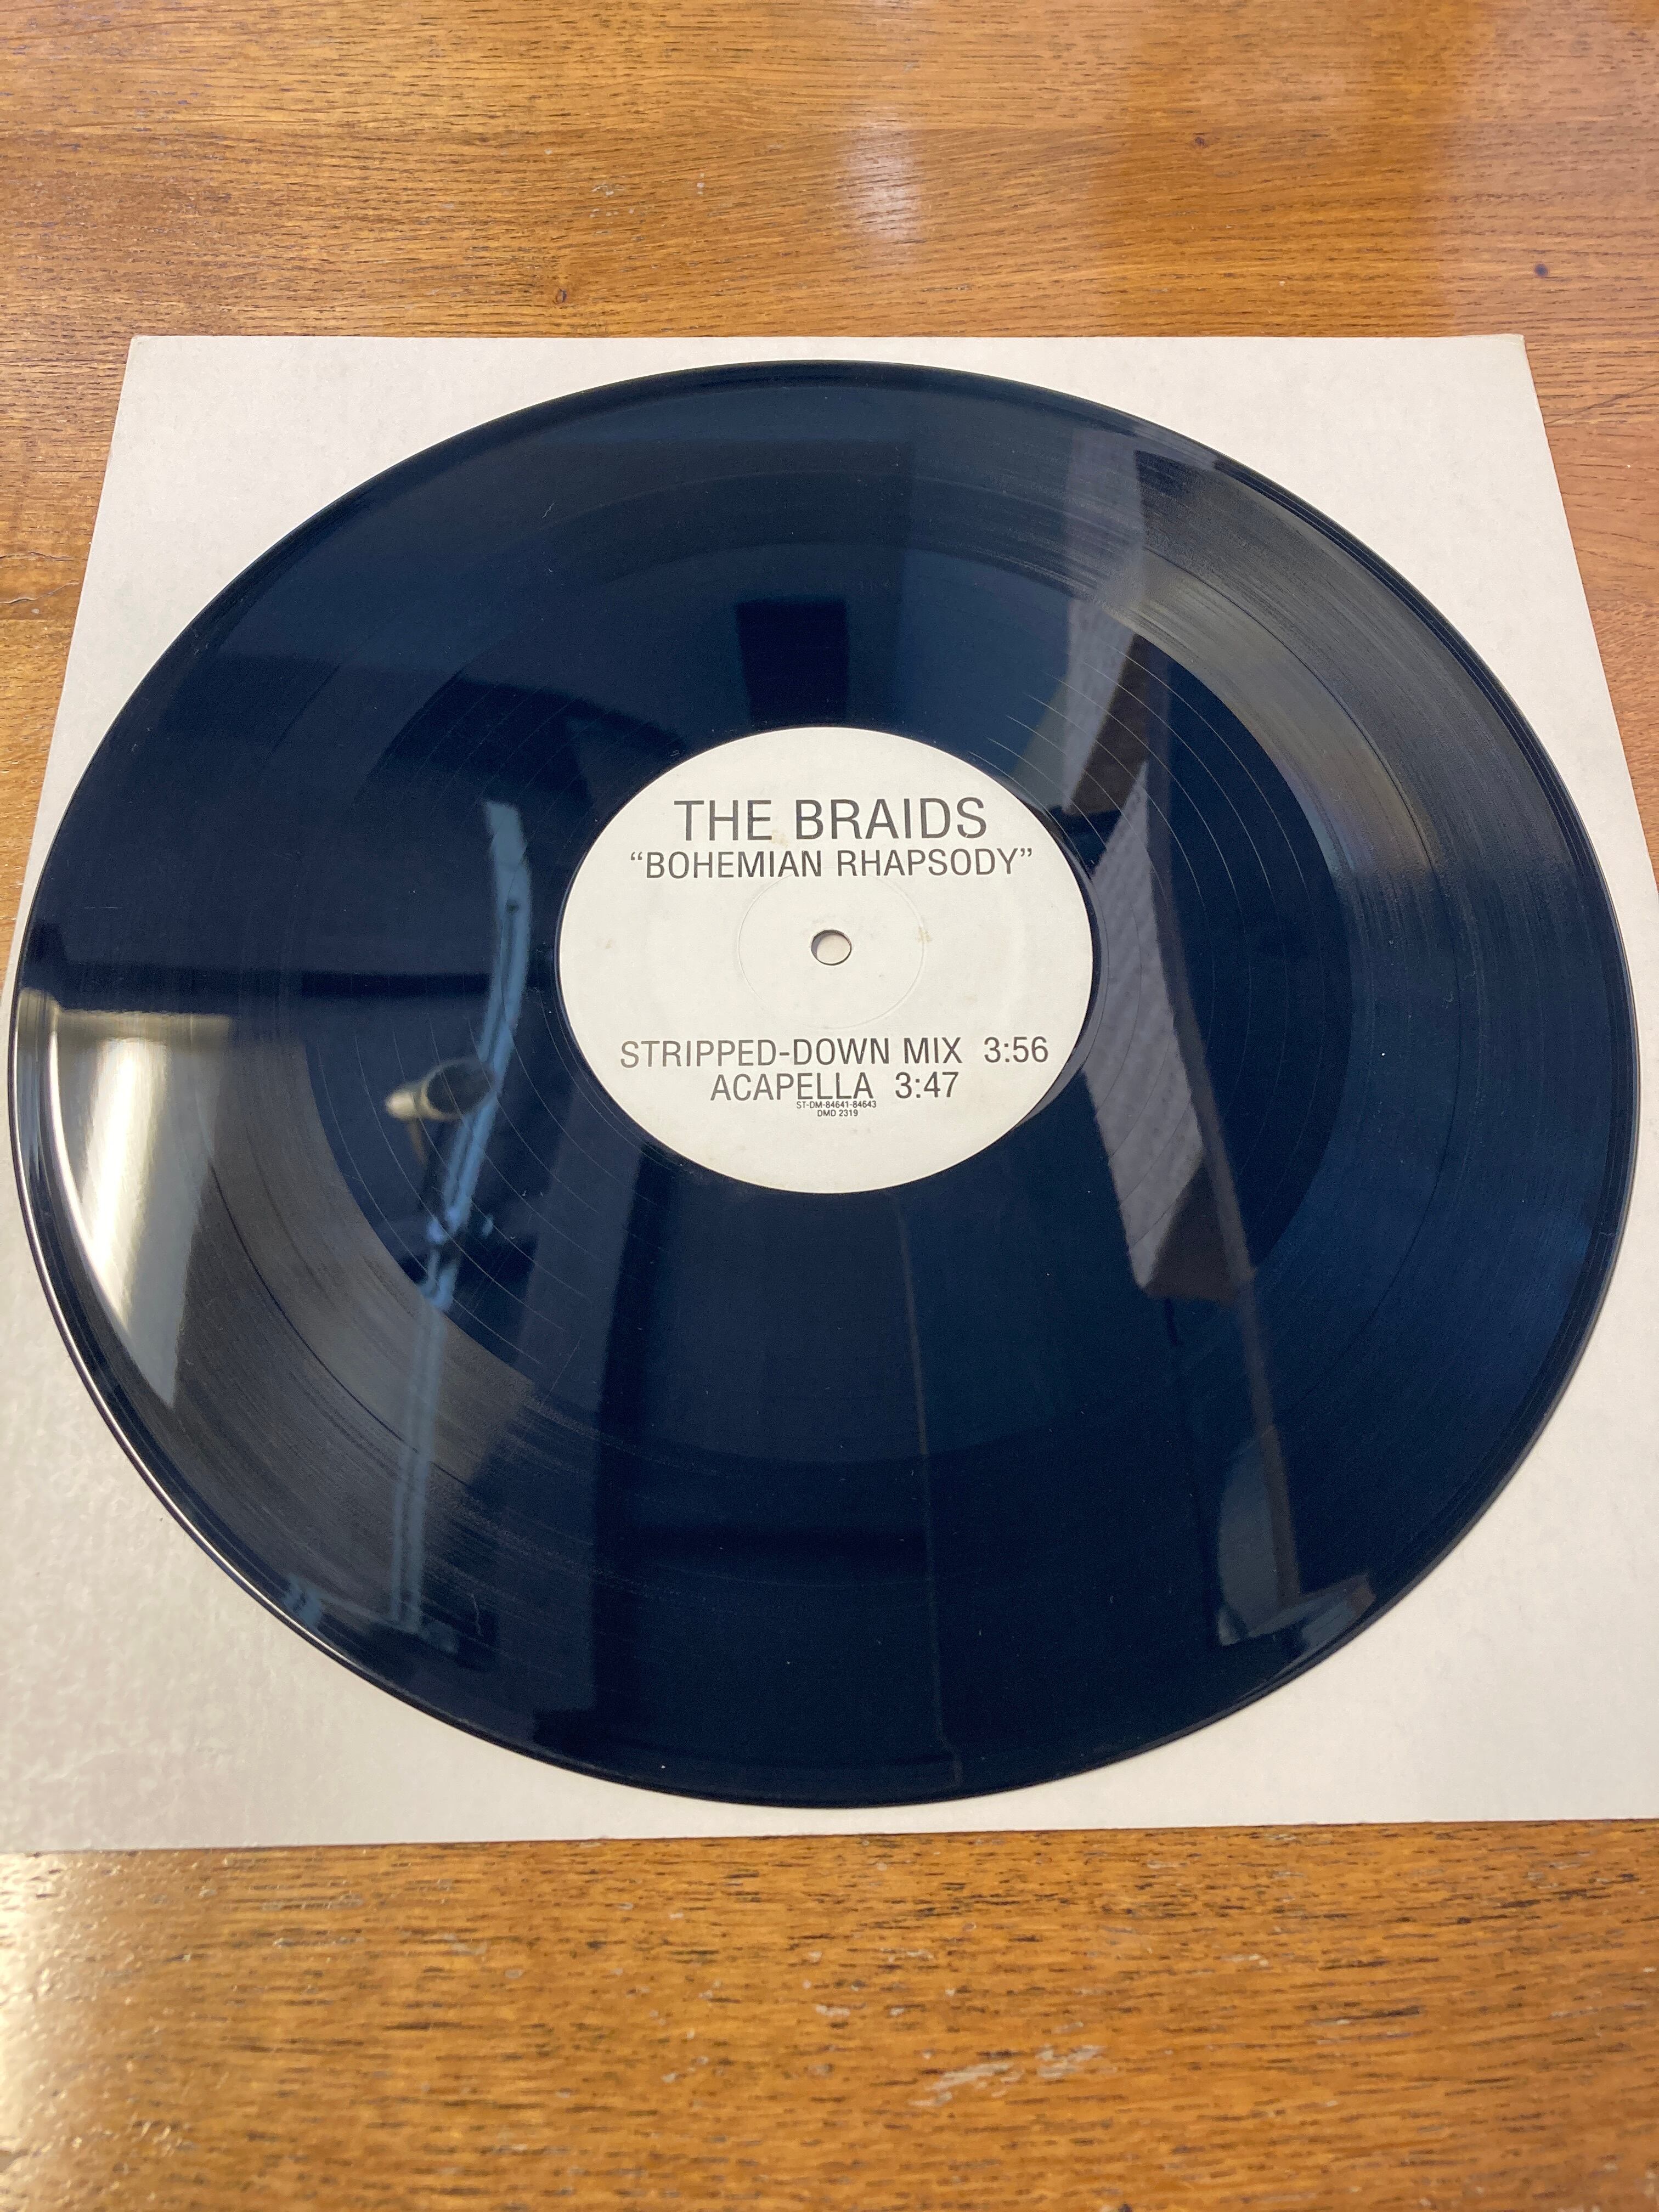 THE BRAIDS
“BOHEMIAN RHAPSODY”
STRIPPED-DOWN MIX 3:56
ACAPELLA 3:47
ST-DM-84641-84643
DMD 2319